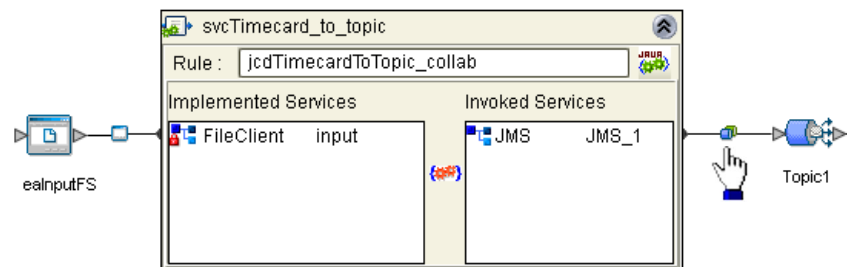 svcTimecard_to_topic
Rule : jcdTimecardToTopic_collab
JAVA
Implemented Services Invoked Services
FileClient input JMS JMS_1
eaInputFS Topic1